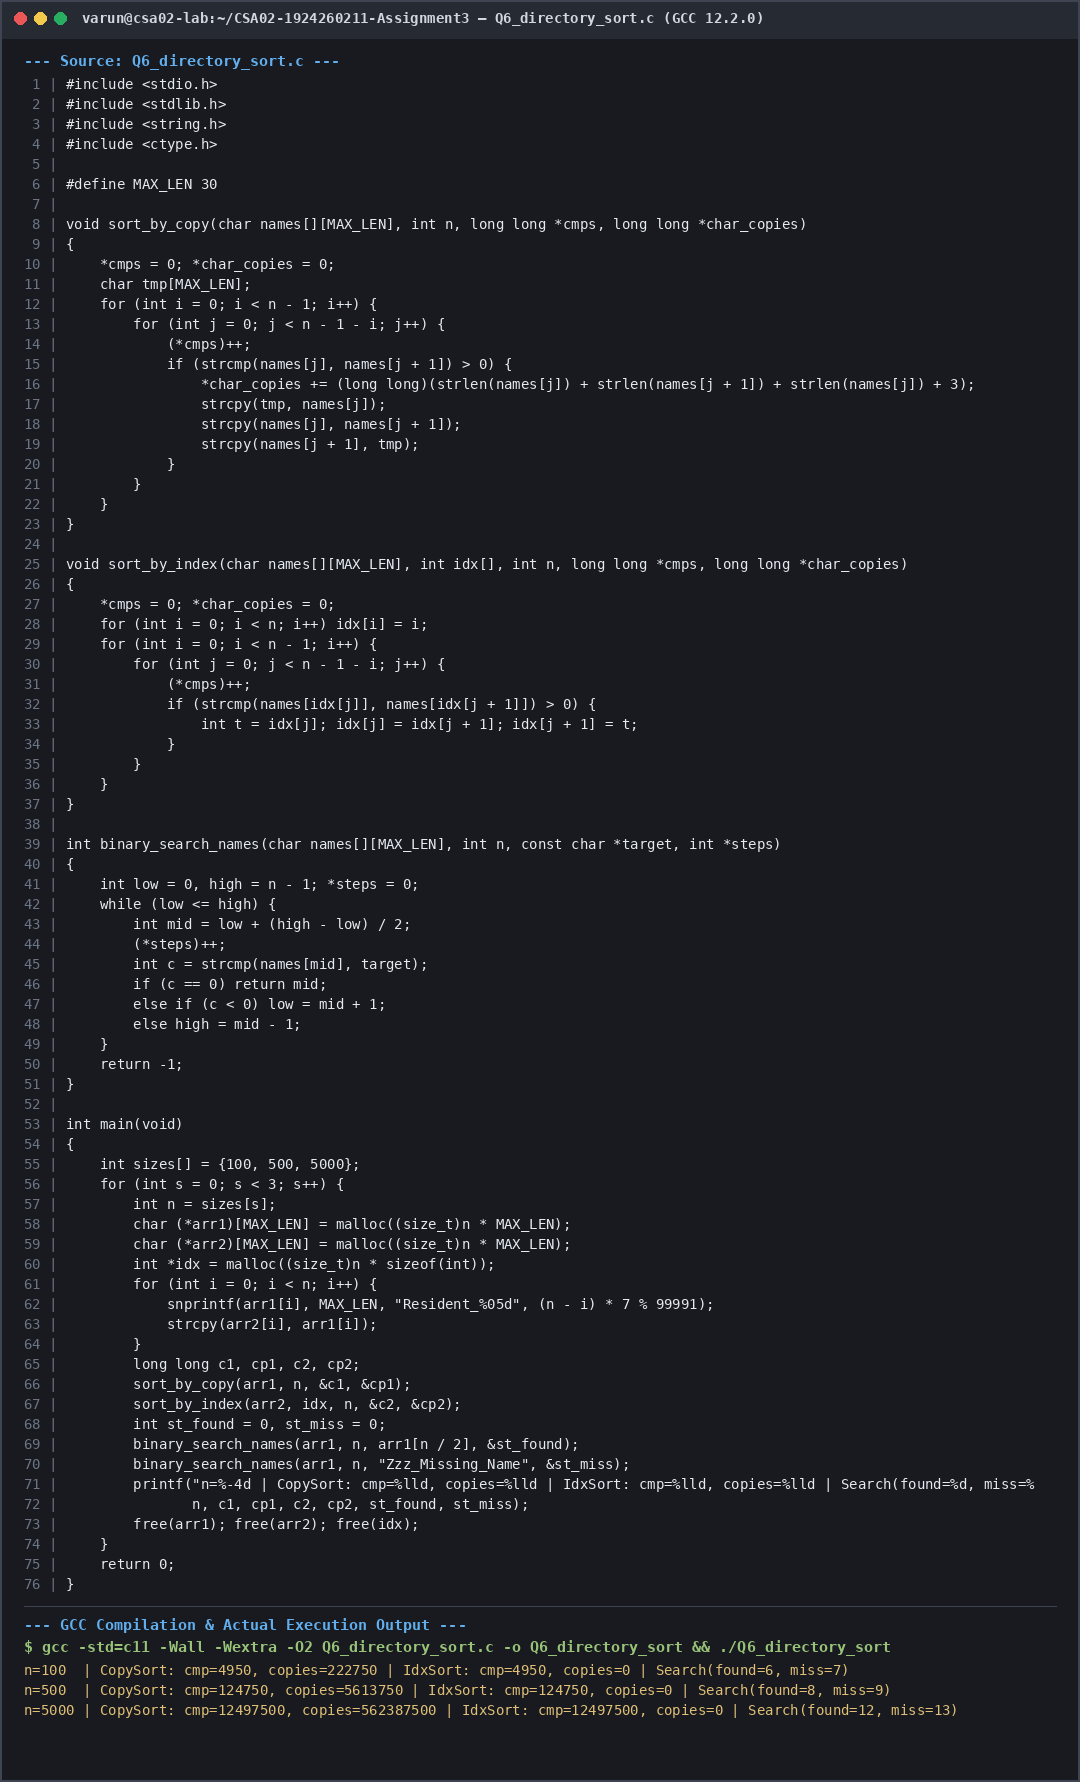 varun@csa02-lab:~/CSA02-1924260211-Assignment3 — Q6_directory_sort.c (GCC 12.2.0)
--- Source: Q6_directory_sort.c ---
 1 | #include <stdio.h>
 2 | #include <stdlib.h>
 3 | #include <string.h>
 4 | #include <ctype.h>
 5 |
 6 | #define MAX_LEN 30
 7 |
 8 | void sort_by_copy(char names[][MAX_LEN], int n, long long *cmps, long long *char_copies)
 9 | {
10 |     *cmps = 0; *char_copies = 0;
11 |     char tmp[MAX_LEN];
12 |     for (int i = 0; i < n - 1; i++) {
13 |         for (int j = 0; j < n - 1 - i; j++) {
14 |             (*cmps)++;
15 |             if (strcmp(names[j], names[j + 1]) > 0) {
16 |                 *char_copies += (long long)(strlen(names[j]) + strlen(names[j + 1]) + strlen(names[j]) + 3);
17 |                 strcpy(tmp, names[j]);
18 |                 strcpy(names[j], names[j + 1]);
19 |                 strcpy(names[j + 1], tmp);
20 |             }
21 |         }
22 |     }
23 | }
24 |
25 | void sort_by_index(char names[][MAX_LEN], int idx[], int n, long long *cmps, long long *char_copies)
26 | {
27 |     *cmps = 0; *char_copies = 0;
28 |     for (int i = 0; i < n; i++) idx[i] = i;
29 |     for (int i = 0; i < n - 1; i++) {
30 |         for (int j = 0; j < n - 1 - i; j++) {
31 |             (*cmps)++;
32 |             if (strcmp(names[idx[j]], names[idx[j + 1]]) > 0) {
33 |                 int t = idx[j]; idx[j] = idx[j + 1]; idx[j + 1] = t;
34 |             }
35 |         }
36 |     }
37 | }
38 |
39 | int binary_search_names(char names[][MAX_LEN], int n, const char *target, int *steps)
40 | {
41 |     int low = 0, high = n - 1; *steps = 0;
42 |     while (low <= high) {
43 |         int mid = low + (high - low) / 2;
44 |         (*steps)++;
45 |         int c = strcmp(names[mid], target);
46 |         if (c == 0) return mid;
47 |         else if (c < 0) low = mid + 1;
48 |         else high = mid - 1;
49 |     }
50 |     return -1;
51 | }
52 |
53 | int main(void)
54 | {
55 |     int sizes[] = {100, 500, 5000};
56 |     for (int s = 0; s < 3; s++) {
57 |         int n = sizes[s];
58 |         char (*arr1)[MAX_LEN] = malloc((size_t)n * MAX_LEN);
59 |         char (*arr2)[MAX_LEN] = malloc((size_t)n * MAX_LEN);
60 |         int *idx = malloc((size_t)n * sizeof(int));
61 |         for (int i = 0; i < n; i++) {
62 |             snprintf(arr1[i], MAX_LEN, "Resident_%05d", (n - i) * 7 % 99991);
63 |             strcpy(arr2[i], arr1[i]);
64 |         }
65 |         long long c1, cp1, c2, cp2;
66 |         sort_by_copy(arr1, n, &c1, &cp1);
67 |         sort_by_index(arr2, idx, n, &c2, &cp2);
68 |         int st_found = 0, st_miss = 0;
69 |         binary_search_names(arr1, n, arr1[n / 2], &st_found);
70 |         binary_search_names(arr1, n, "Zzz_Missing_Name", &st_miss);
71 |         printf("n=%-4d | CopySort: cmp=%lld, copies=%lld | IdxSort: cmp=%lld, copies=%lld | Search(found=%d, miss=%
72 |                n, c1, cp1, c2, cp2, st_found, st_miss);
73 |         free(arr1); free(arr2); free(idx);
74 |     }
75 |     return 0;
76 | }
--- GCC Compilation & Actual Execution Output ---
$ gcc -std=c11 -Wall -Wextra -O2 Q6_directory_sort.c -o Q6_directory_sort && ./Q6_directory_sort
n=100  | CopySort: cmp=4950, copies=222750 | IdxSort: cmp=4950, copies=0 | Search(found=6, miss=7)
n=500  | CopySort: cmp=124750, copies=5613750 | IdxSort: cmp=124750, copies=0 | Search(found=8, miss=9)
n=5000 | CopySort: cmp=12497500, copies=562387500 | IdxSort: cmp=12497500, copies=0 | Search(found=12, miss=13)